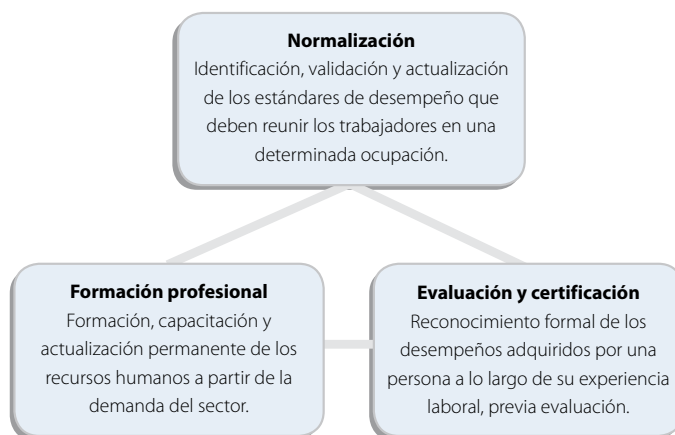 Normalización
Identificación, validación y actualización
de los estándares de desempeño que
deben reunir los trabajadores en una
determinada ocupación.
Formación profesional
Formación, capacitación y
actualización permanente de los
recursos humanos a partir de la
demanda del sector.
Evaluación y certificación
Reconocimiento formal de los
desempeños adquiridos por una
persona a lo largo de su experiencia
laboral, previa evaluación.